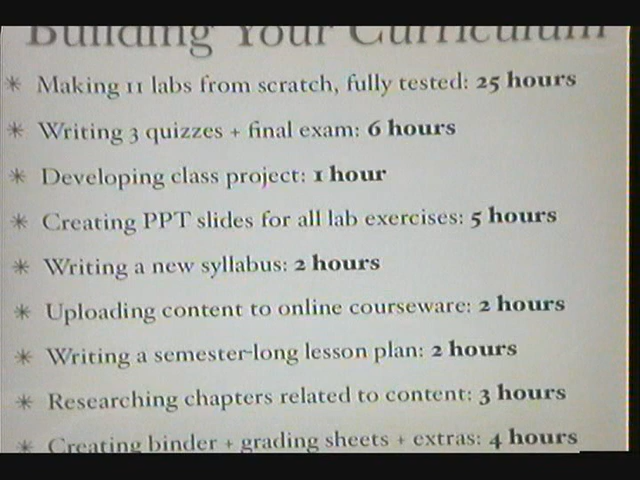 Building Your Curriculum
* Making 11 labs from scratch, fully tested: 25 hours
* Writing 3 quizzes + final exam: 6 hours
* Developing class project: 1 hour
* Creating PPT slides for all lab exercises: 5 hours
* Writing a new syllabus: 2 hours
* Uploading content to online courseware: 2 hours
* Writing a semester-long lesson plan: 2 hours
* Researching chapters related to content: 3 hours
* Creating binder + grading sheets + extras: 4 hours